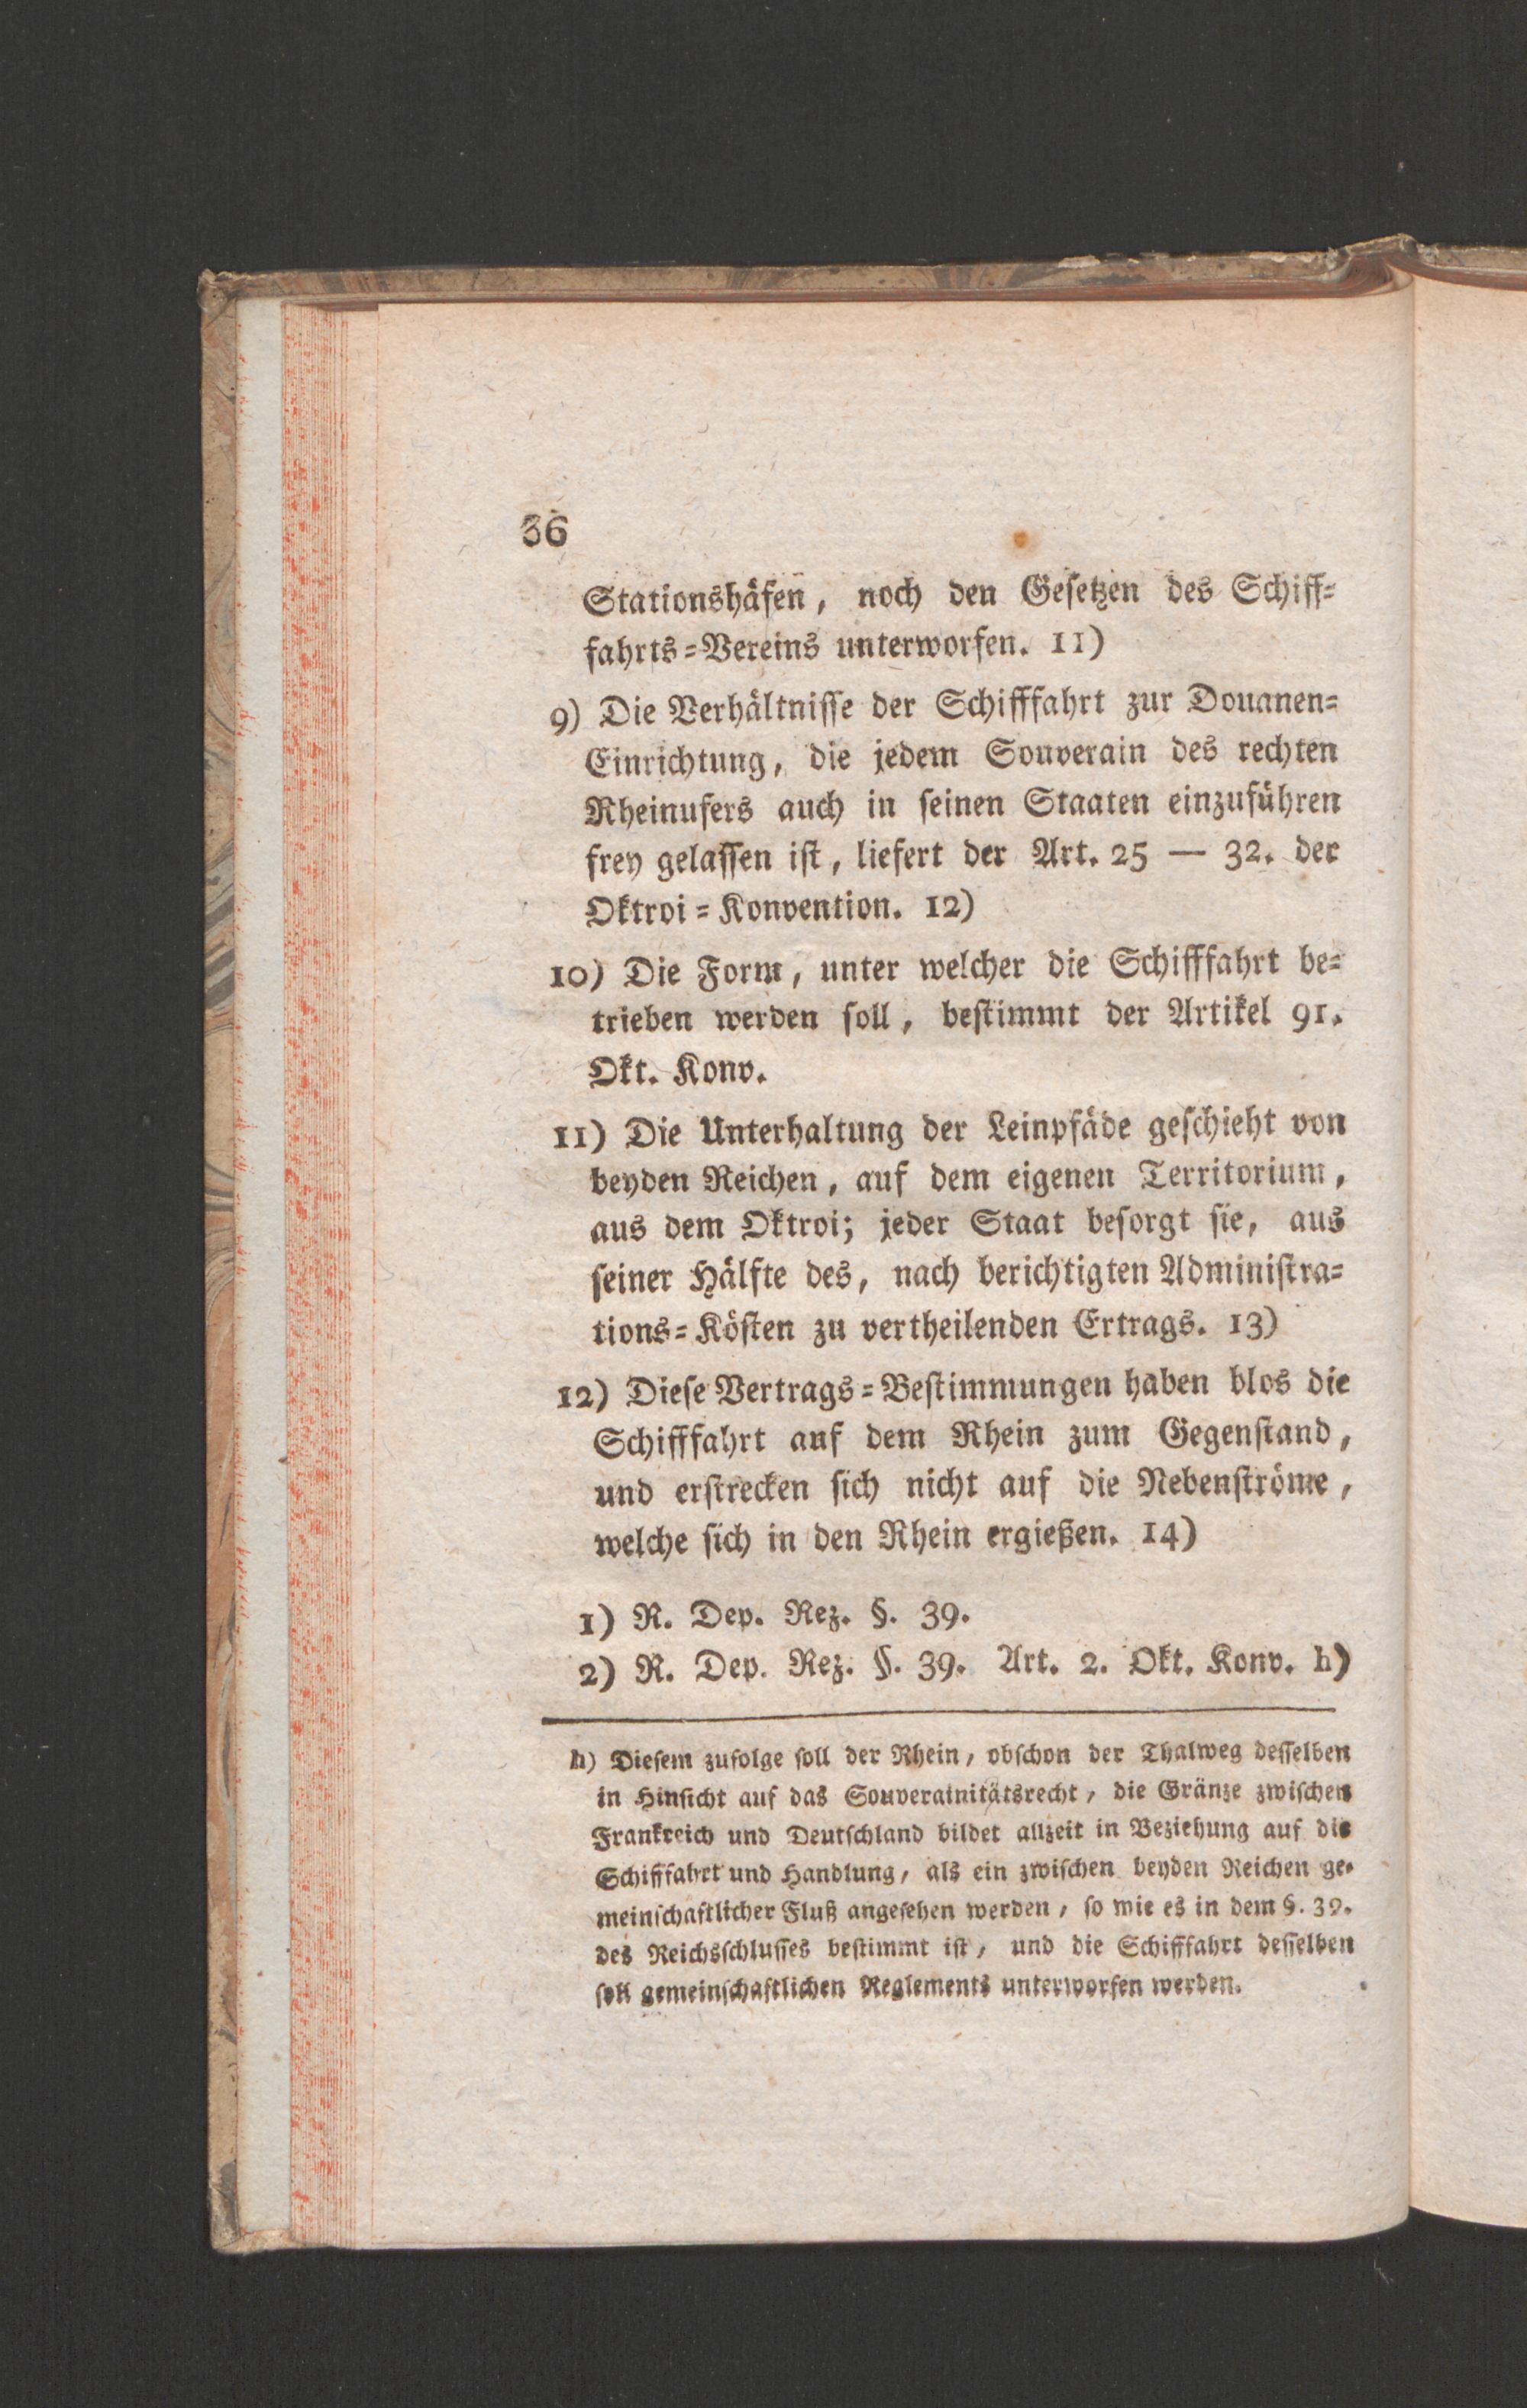 36
Stationshäfen, noch den Gesetzen des Schiff-
fahrts-Vereins unterworfen. 11)
9) Die Verhältnisse der Schifffahrt zur Douanen-
Einrichtung, die jedem Souverain des rechten
Rheinufers auch in seinen Staaten einzuführen
frey gelassen ist, liefert der Art. 25 — 32. der
Oktroi-Konvention. 12)
10) Die Form, unter welcher die Schifffahrt be-
trieben werden soll, bestimmt der Artikel 91.
Okt. Konv.
11) Die Unterhaltung der Leinpfäde geschieht von
beyden Reichen, auf dem eigenen Territorium,
aus dem Oktroi; jeder Staat besorgt sie, aus
seiner Hälfte des, nach berichtigten Administra-
tions-Kösten zu vertheilenden Ertrags. 13)
12) Diese Vertrags-Bestimmungen haben blos die
Schifffahrt auf dem Rhein zum Gegenstand,
und erstrecken sich nicht auf die Nebenströme,
welche sich in den Rhein ergießen. 14)
1) R. Dep. Rez. §. 39.
2) R. Dep. Rez. §. 39. Art. 2. Okt. Konv. h)
h) Diesem zufolge soll der Rhein, obschon der Thalweg desselben
in Hinsicht auf das Souverainitätsrecht, die Gränze zwischen
Frankreich und Deutschland bildet allzeit in Beziehung auf die
Schifffahrt und Handlung, als ein zwischen beyden Reichen ge-
meinschaftlicher Fluß angesehen werden, so wie es in dem §. 39.
des Reichsschlusses bestimmt ist, und die Schifffahrt desselben
soll gemeinschaftlichen Reglements unterworfen werden.